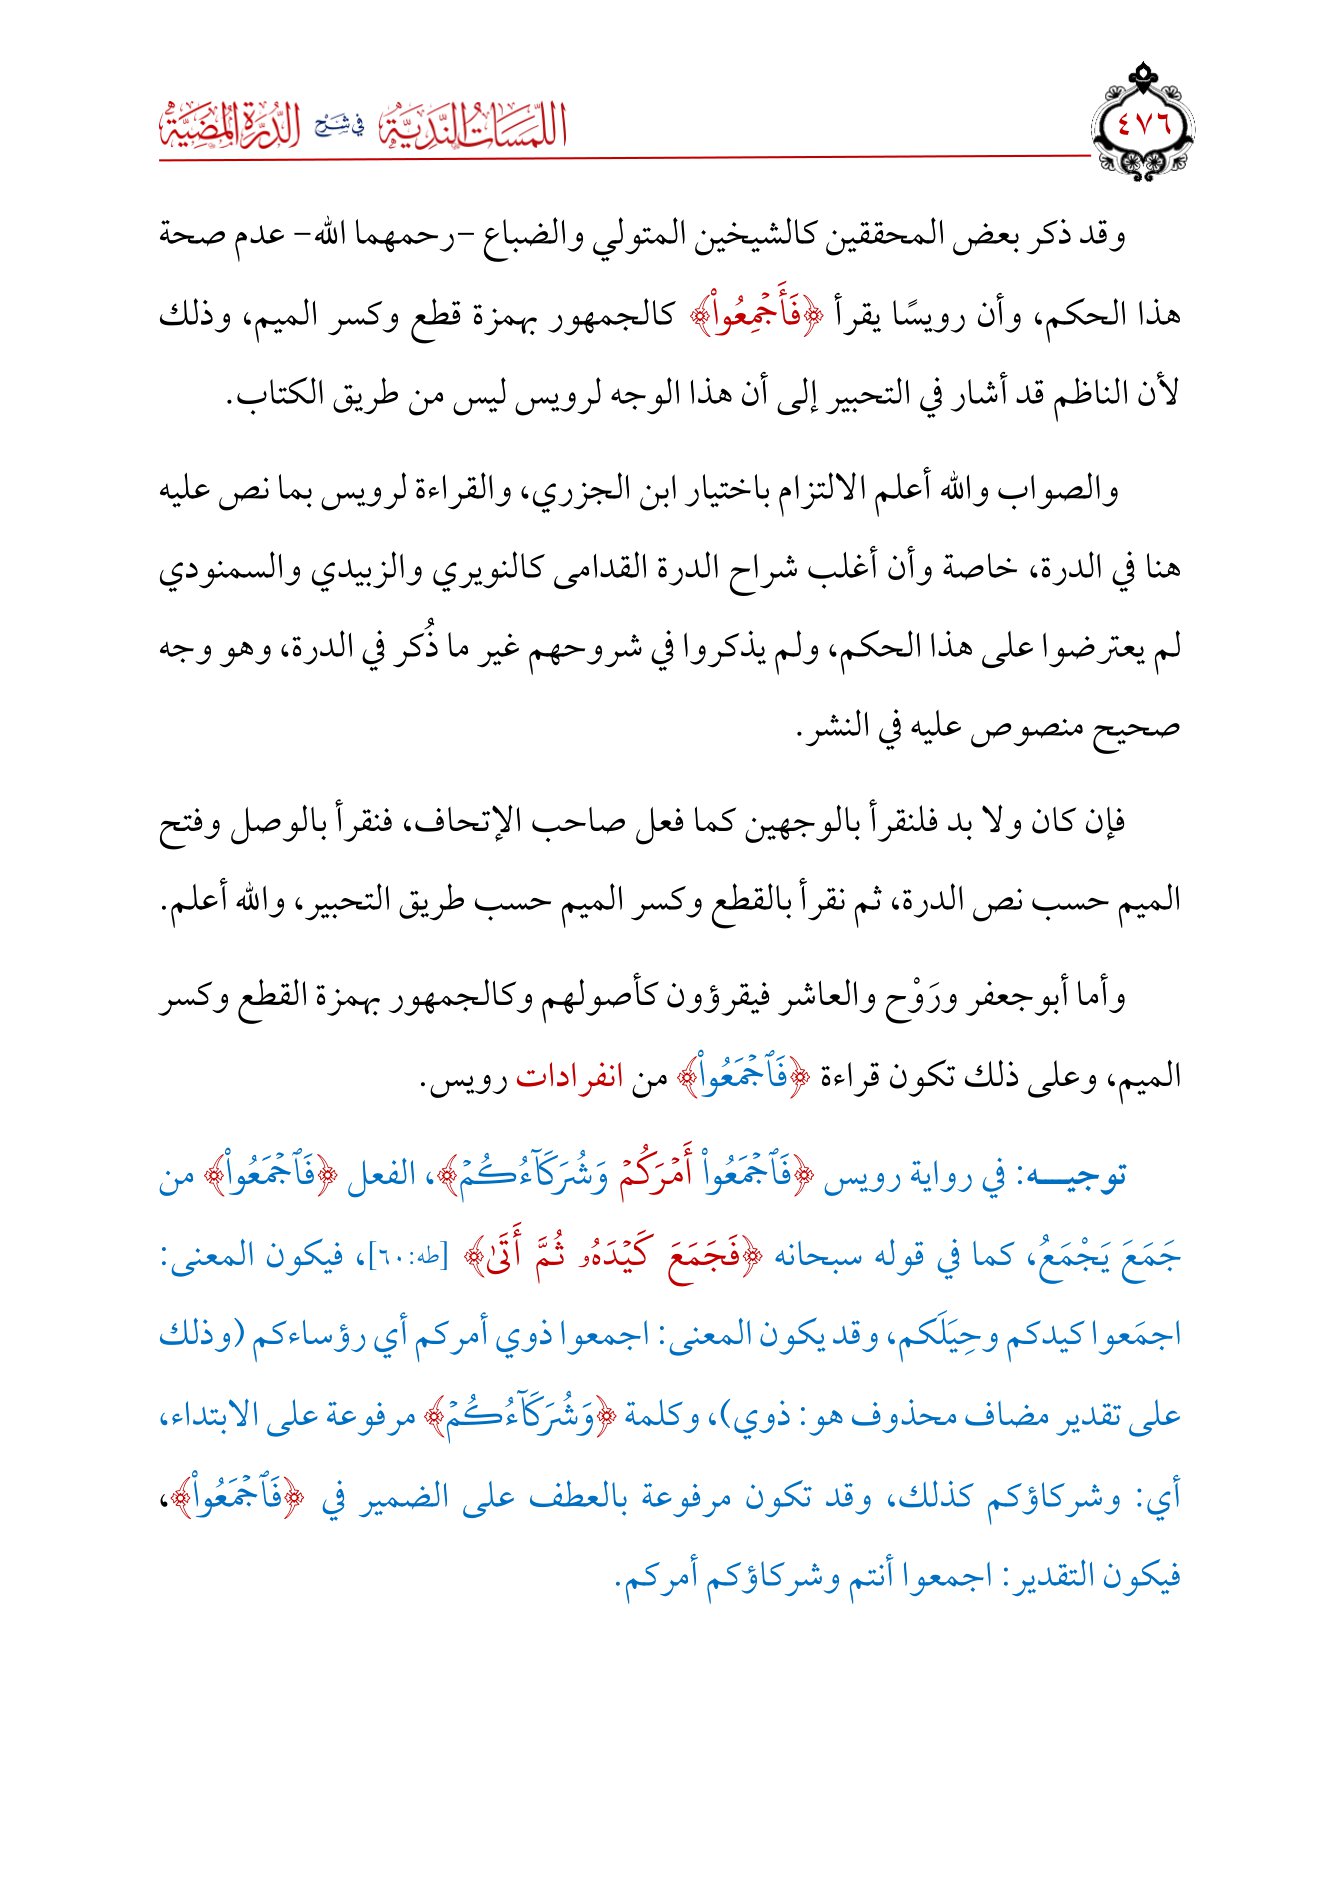 ٤٧٦
اللمسات الندية في شرح الدرة المضية
وقد ذكر بعض المحققين كالشيخين المتولي والضباع –رحمهما الله– عدم صحة
هذا الحكم، وأن رويسًا يقرأ ﴿فَأَجۡمِعُواْ﴾ كالجمهور بهمزة قطع وكسر الميم، وذلك
لأن الناظم قد أشار في التحبير إلى أن هذا الوجه لرويس ليس من طريق الكتاب.
والصواب والله أعلم الالتزام باختيار ابن الجزري، والقراءة لرويس بما نص عليه
هنا في الدرة، خاصة وأن أغلب شراح الدرة القدامى كالنويري والزبيدي والسمنودي
لم يعترضوا على هذا الحكم، ولم يذكروا في شروحهم غير ما ذُكر في الدرة، وهو وجه
صحيح منصوص عليه في النشر.
فإن كان ولا بد فلنقرأ بالوجهين كما فعل صاحب الإتحاف، فنقرأ بالوصل وفتح
الميم حسب نص الدرة، ثم نقرأ بالقطع وكسر الميم حسب طريق التحبير، والله أعلم.
وأما أبو جعفر ورَوْح والعاشر فيقرؤون كأصولهم وكالجمهور بهمزة القطع وكسر
الميم، وعلى ذلك تكون قراءة ﴿فَٱجۡمَعُواْ﴾ من انفرادات رويس.
توجيـــه: في رواية رويس ﴿فَٱجۡمَعُواْ أَمۡرَكُمۡ وَشُرَكَآءُكُمۡ﴾، الفعل ﴿فَٱجۡمَعُواْ﴾ من
جَمَعَ يَجْمَعُ، كما في قوله سبحانه ﴿فَجَمَعَ كَيۡدَهُۥ ثُمَّ أَتَىٰ﴾ [طه:٦٠]، فيكون المعنى:
اجمَعوا كيدكم وحِيَلَكم، وقد يكون المعنى: اجمعوا ذوي أمركم أي رؤساءكم (وذلك
على تقدير مضاف محذوف هو: ذوي)، وكلمة ﴿وَشُرَكَآءُكُمۡ﴾ مرفوعة على الابتداء،
أي: وشركاؤكم كذلك، وقد تكون مرفوعة بالعطف على الضمير في ﴿فَٱجۡمَعُواْ﴾،
فيكون التقدير: اجمعوا أنتم وشركاؤكم أمركم.